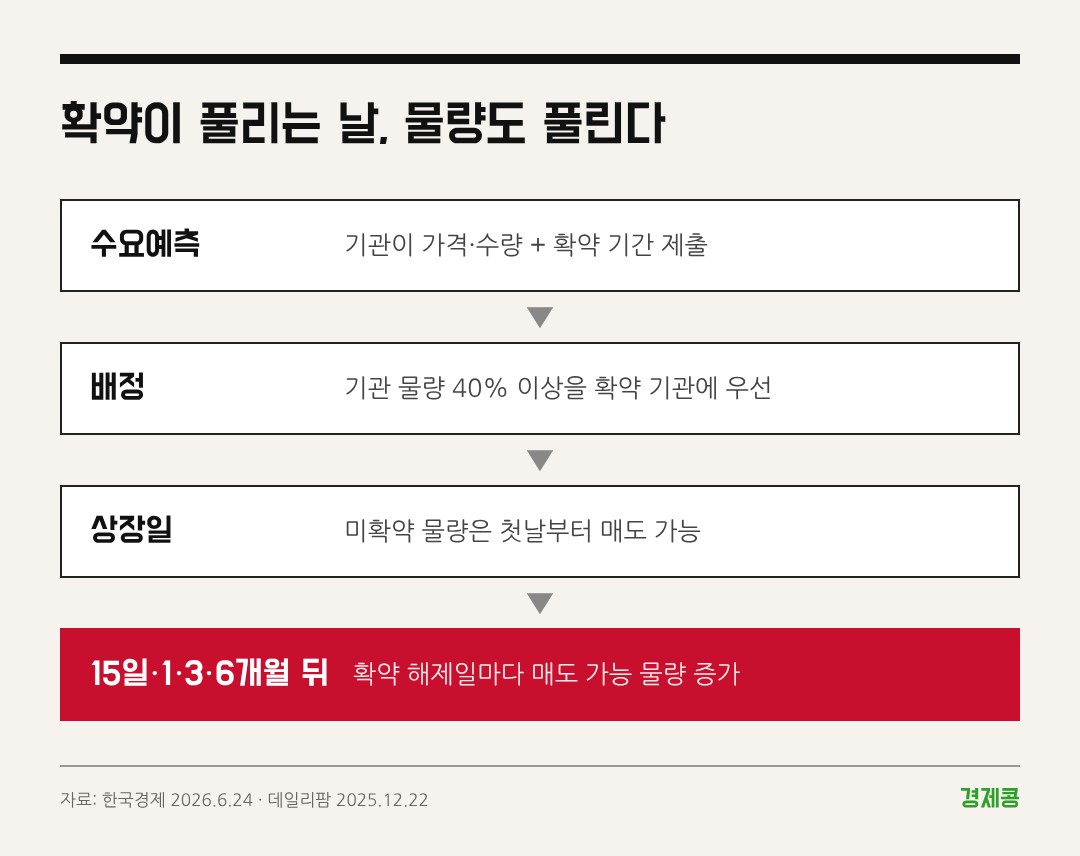 확약이 풀리는 날, 물량도 풀린다
수요예측 기관이 가격·수량 + 확약 기간 제출
배정 기관 물량 40% 이상을 확약 기관에 우선
상장일 미확약 물량은 첫날부터 매도 가능
15일·1·3·6개월 뒤 확약 해제일마다 매도 가능 물량 증가
자료: 한국경제 2026.6.24 · 데일리팜 2025.12.22
경제콩